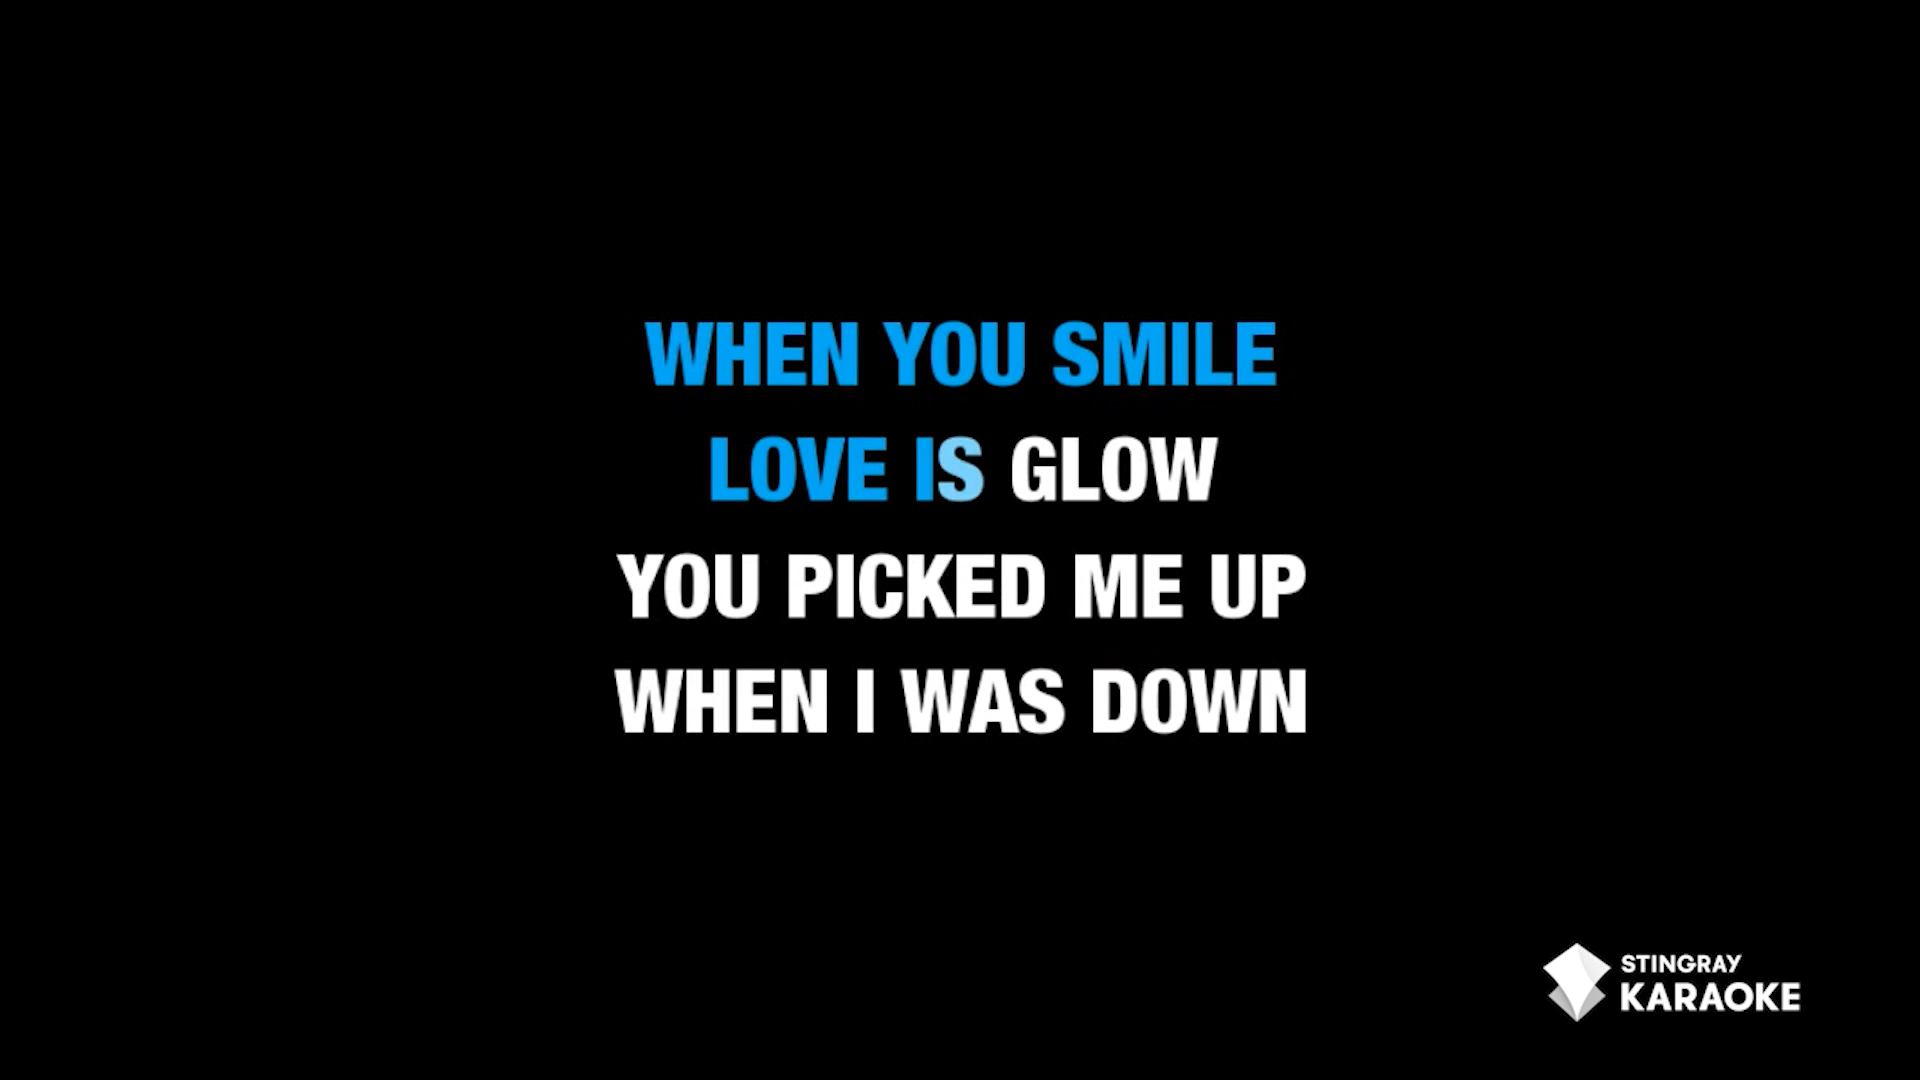 WHEN YOU SMILE
LOVE IS GLOW
YOU PICKED ME UP
WHEN I WAS DOWN
STINGRAY
KARAOKE